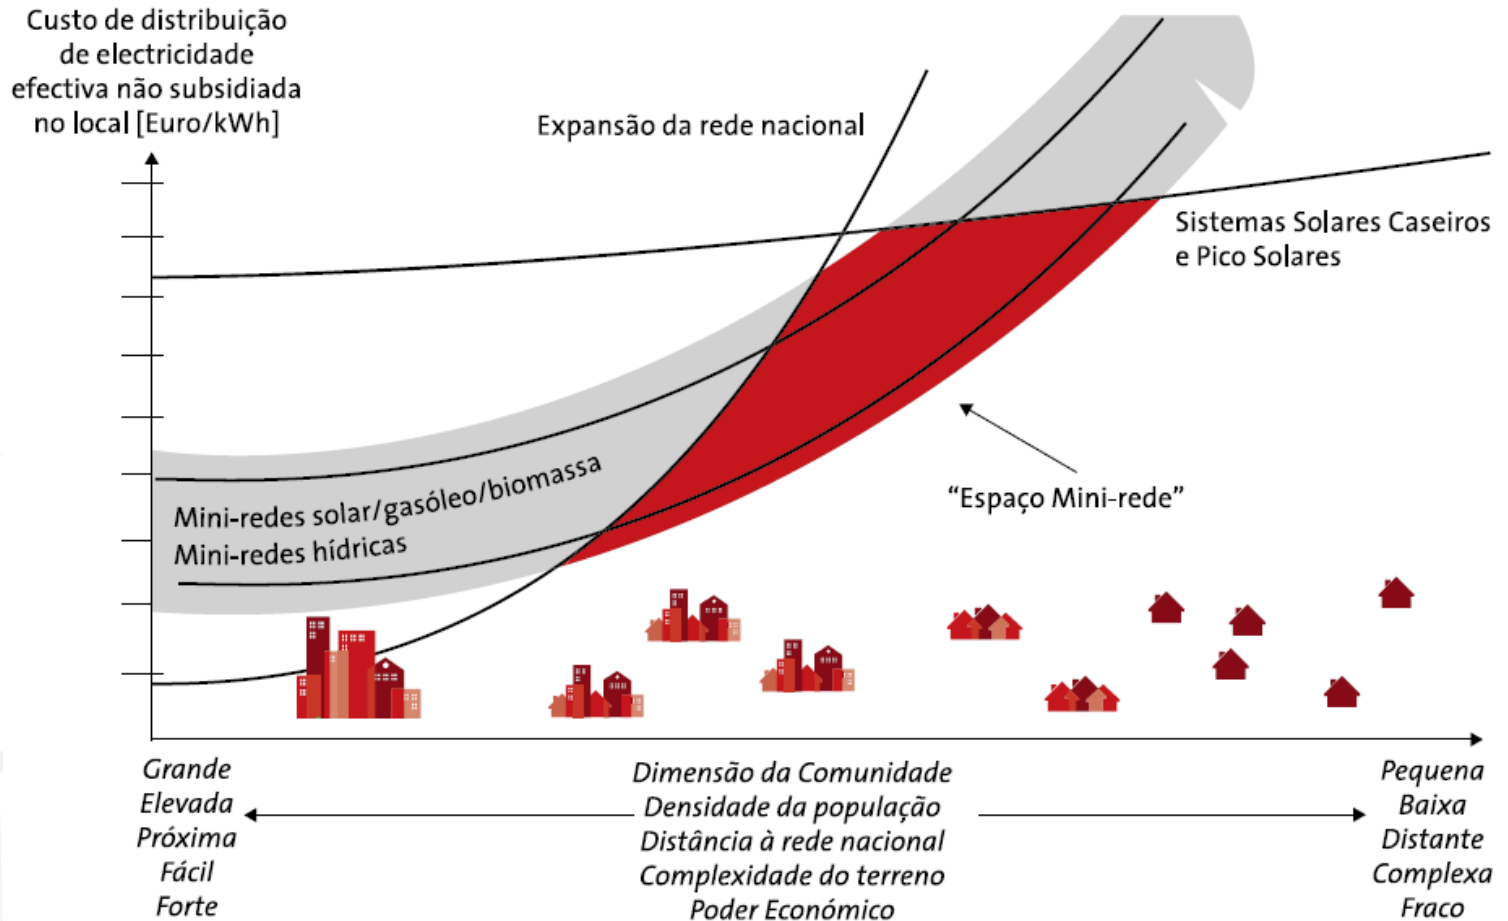 Custo de distribuição
de electricidade
efectiva não subsidiada
no local [Euro/kWh]
Expansão da rede nacional
Sistemas Solares Caseiros
e Pico Solares
Mini-redes solar/gasóleo/biomassa
Mini-redes hídricas
“Espaço Mini-rede”
Grande
Elevada
Próxima
Fácil
Forte
Dimensão da Comunidade
Densidade da população
Distância à rede nacional
Complexidade do terreno
Poder Económico
Pequena
Baixa
Distante
Complexa
Fraco